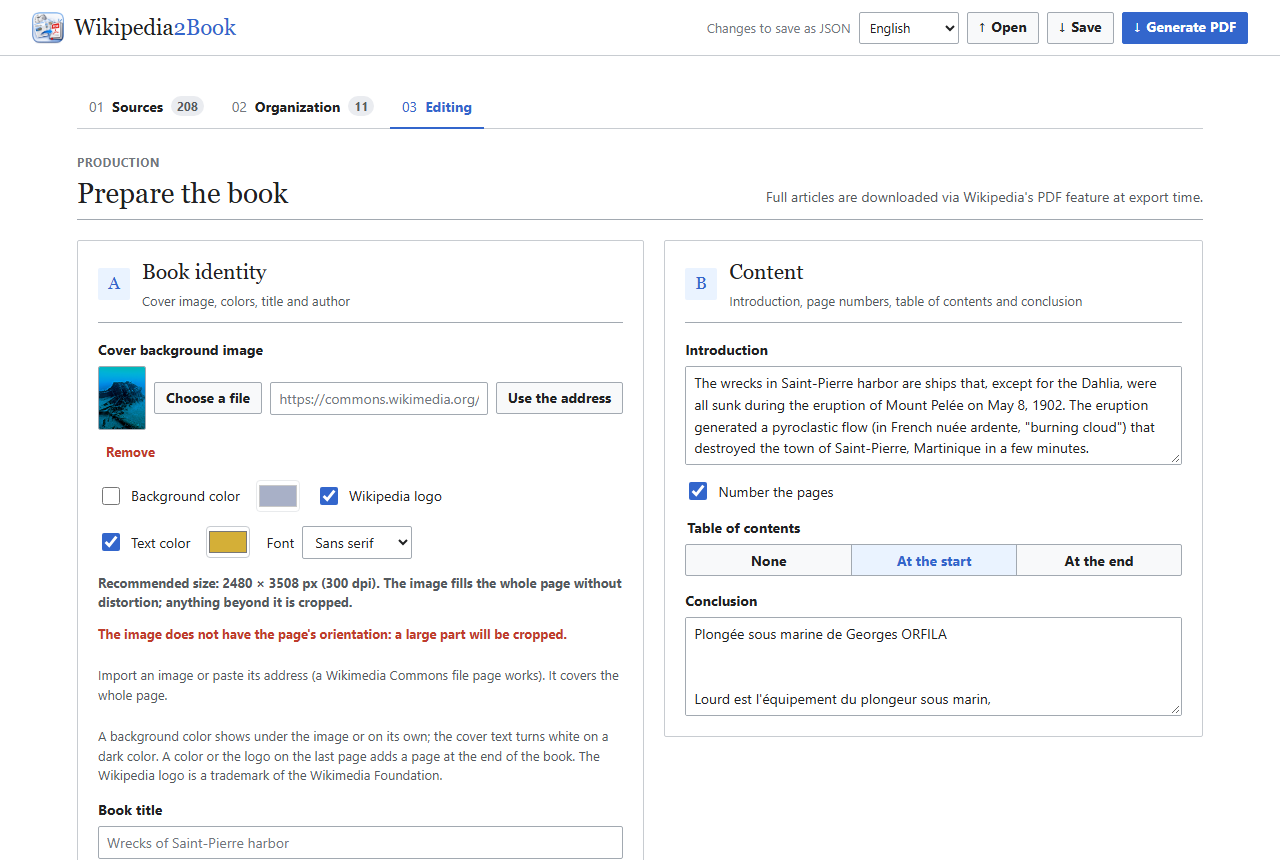 Wikipedia2Book
Changes to save as JSON
English
↑ Open
↓ Save
↓ Generate PDF
01 Sources 208
02 Organization 11
03 Editing
PRODUCTION
Prepare the book
Full articles are downloaded via Wikipedia's PDF feature at export time.
A
Book identity
Cover image, colors, title and author
Cover background image
Choose a file
https://commons.wikimedia.org/
Use the address
Remove
Background color
Wikipedia logo
Text color
Font
Sans serif
Recommended size: 2480 × 3508 px (300 dpi). The image fills the whole page without
distortion; anything beyond it is cropped.
The image does not have the page's orientation: a large part will be cropped.
Import an image or paste its address (a Wikimedia Commons file page works). It covers the
whole page.
A background color shows under the image or on its own; the cover text turns white on a
dark color. A color or the logo on the last page adds a page at the end of the book. The
Wikipedia logo is a trademark of the Wikimedia Foundation.
Book title
Wrecks of Saint-Pierre harbor
B
Content
Introduction, page numbers, table of contents and conclusion
Introduction
The wrecks in Saint-Pierre harbor are ships that, except for the Dahlia, were
all sunk during the eruption of Mount Pelée on May 8, 1902. The eruption
generated a pyroclastic flow (in French nuée ardente, "burning cloud") that
destroyed the town of Saint-Pierre, Martinique in a few minutes.
Number the pages
Table of contents
None
At the start
At the end
Conclusion
Plongée sous marine de Georges ORFILA
Lourd est l'équipement du plongeur sous marin,